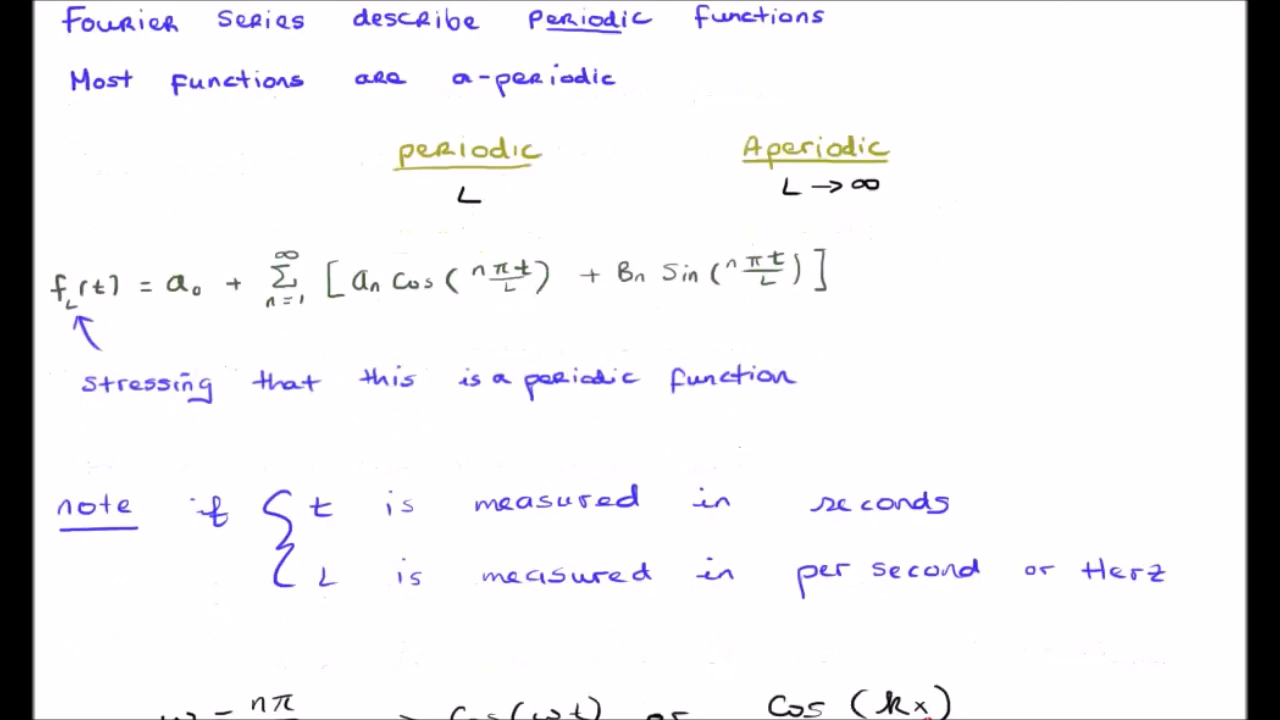 Fourier Series describe periodic functions
Most functions are a-periodic
periodic Aperiodic
L L → ∞
f_L(t) = a₀ + ∑_{n=1}^{∞} [ aₙ cos ( nπt/L ) + Bₙ Sin ( nπt/L ) ]
stressing that this is a periodic function
note if { t is measured in seconds
L is measured in per second or Herz
ω = nπ → Cos(ωt) or Cos (kx)